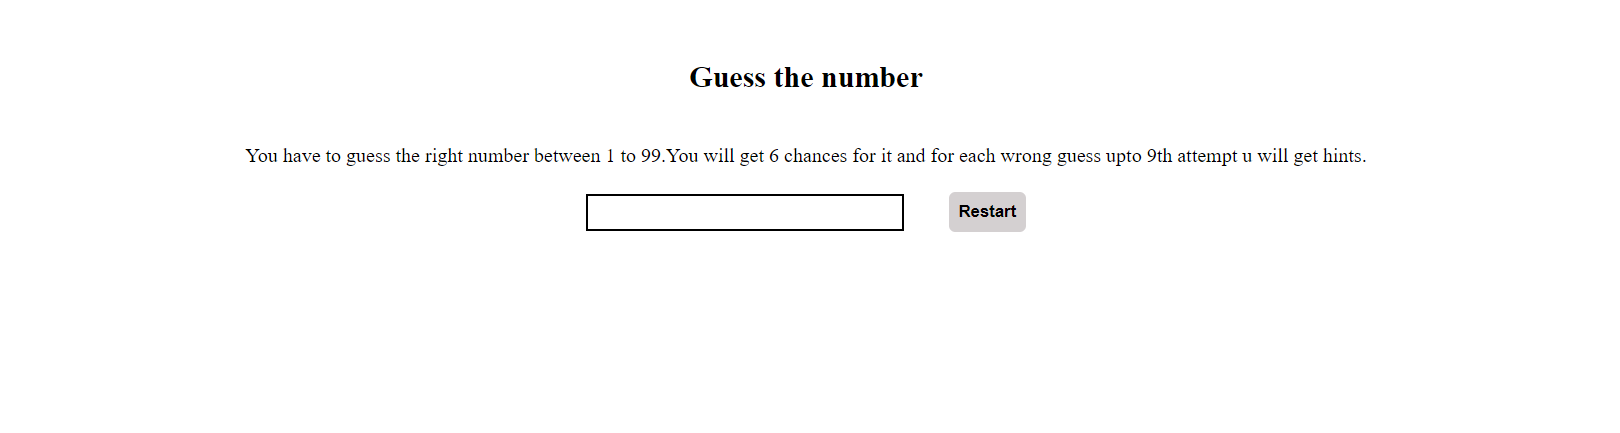 Guess the number
You have to guess the right number between 1 to 99.You will get 6 chances for it and for each wrong guess upto 9th attempt u will get hints.
Restart